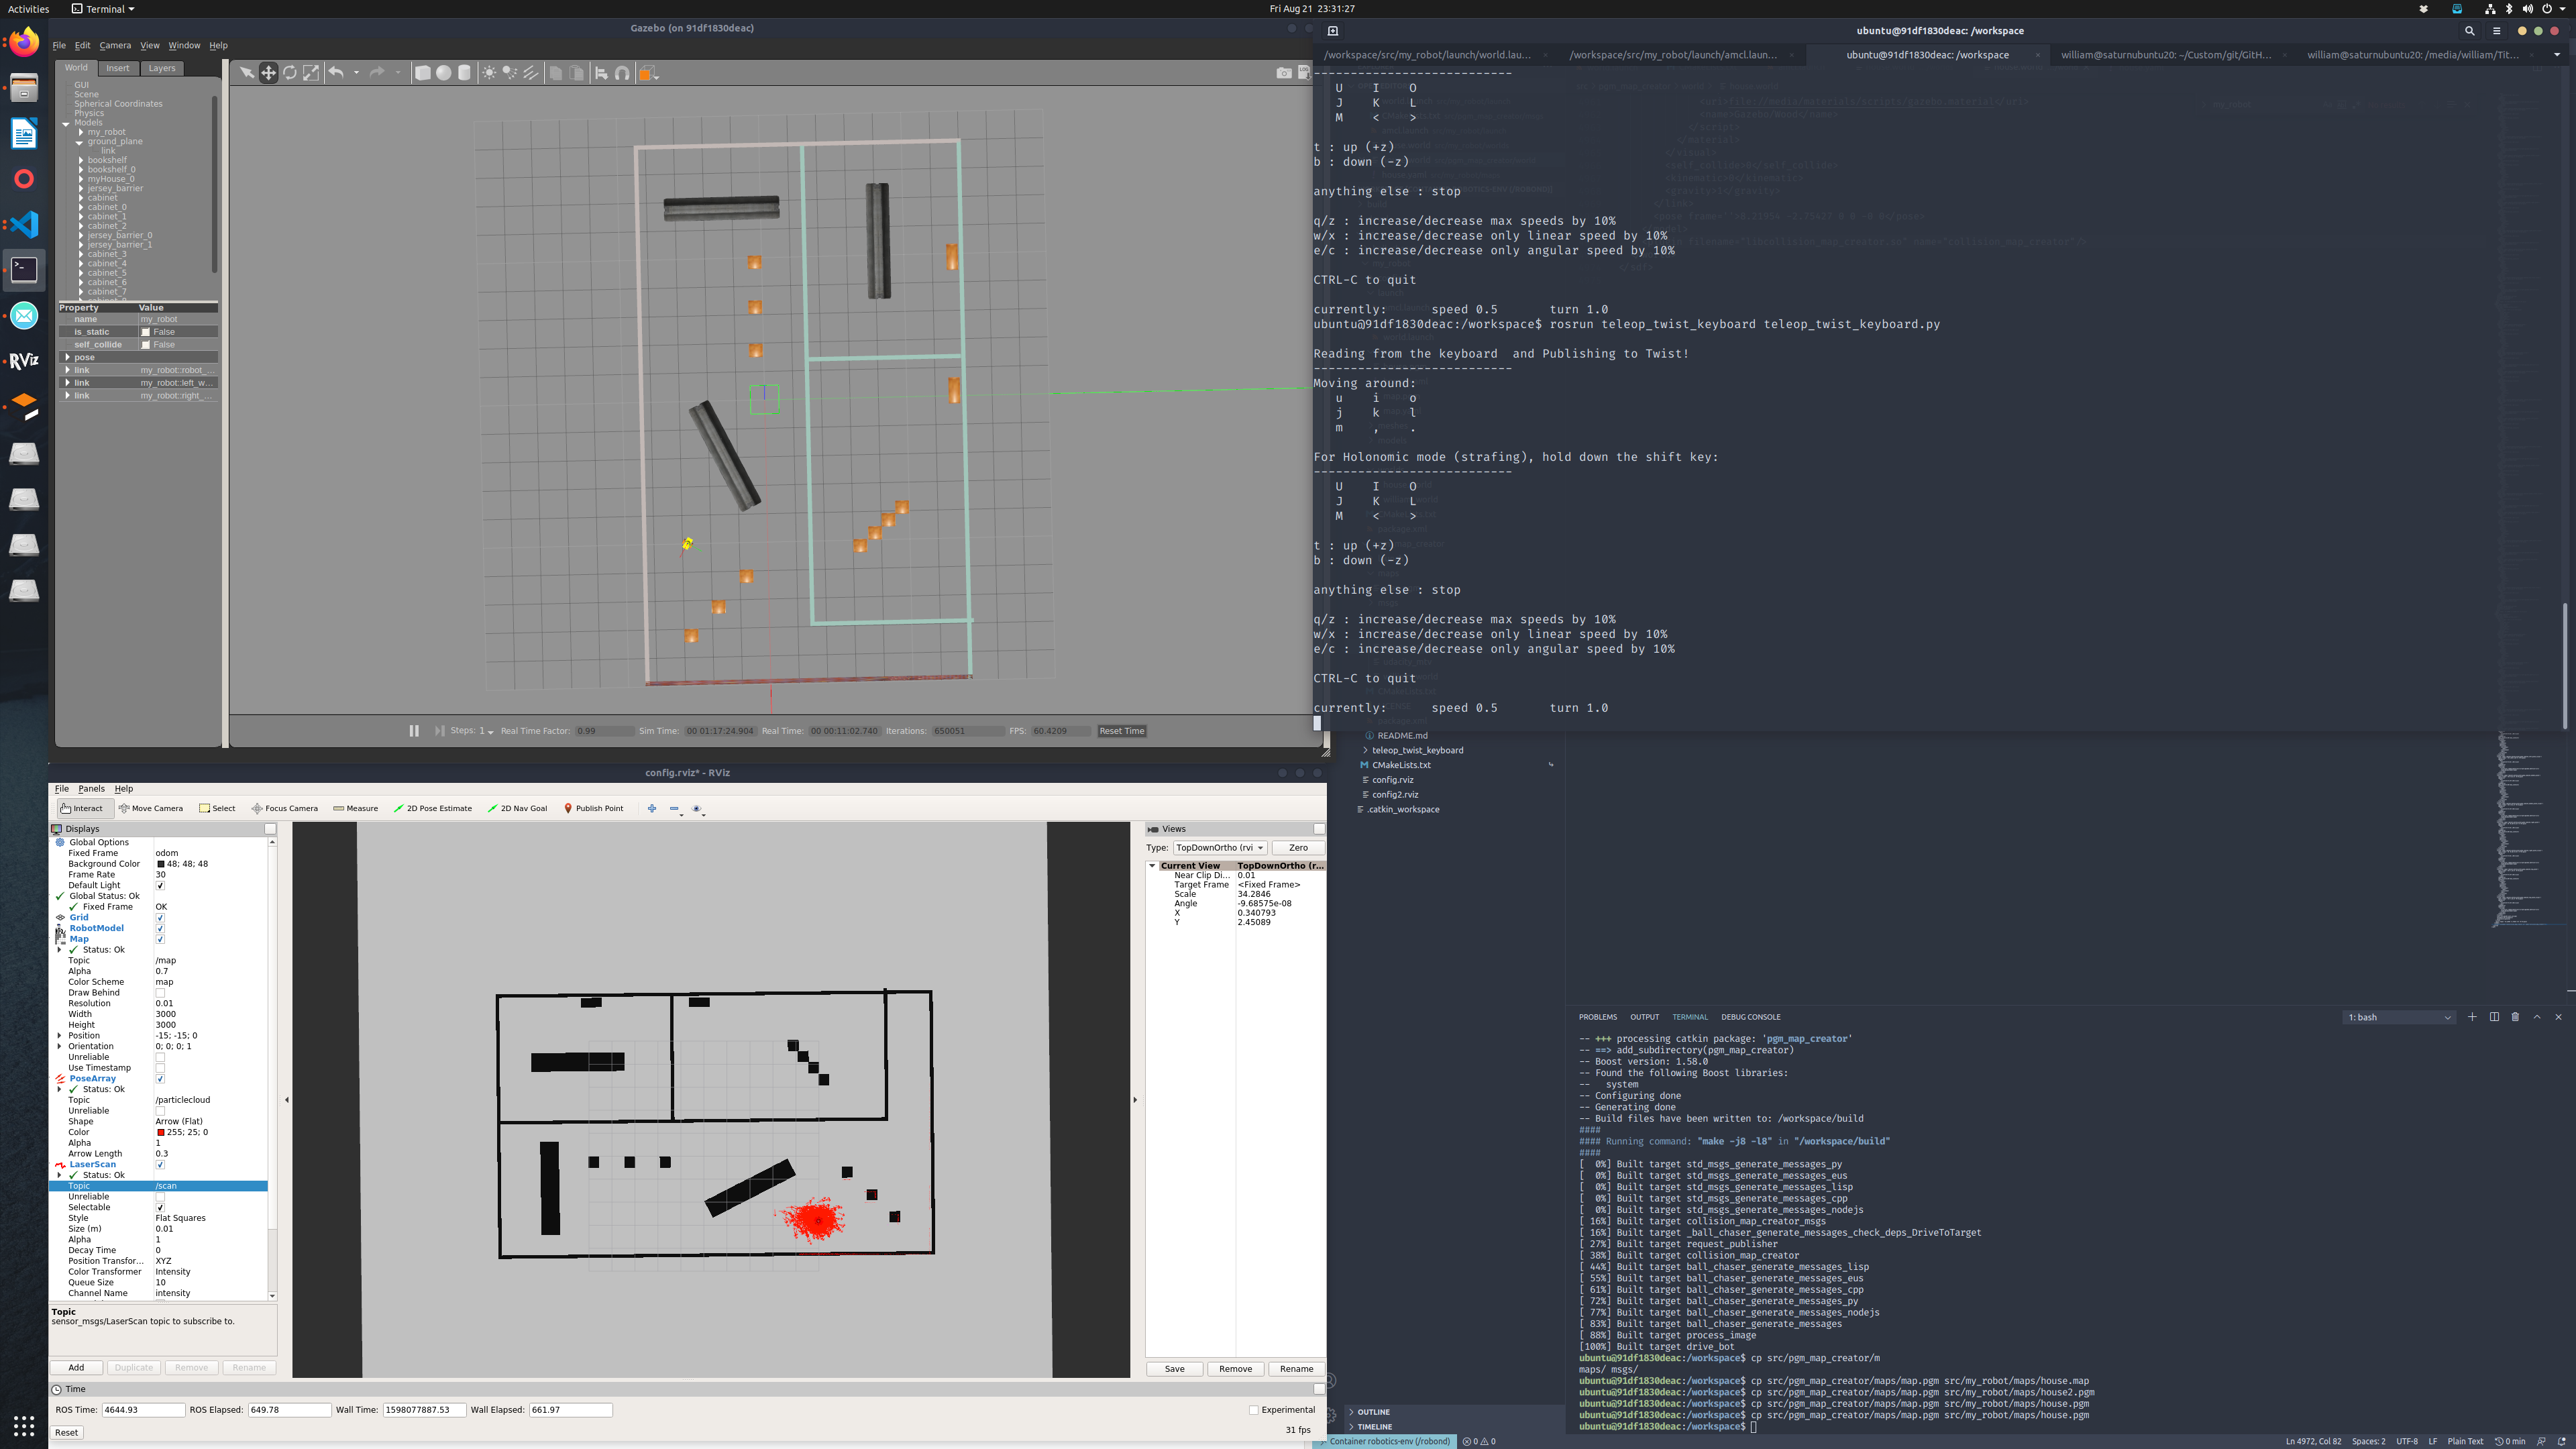 Activities
Terminal
Fri Aug 21 23:31:27
Gazebo (on 91df1830deac)
File Edit Camera View Window Help
World Insert Layers
GUI
Scene
Spherical Coordinates
Physics
Models
my_robot
ground_plane
link
bookshelf
bookshelf_0
myHouse_0
jersey_barrier
cabinet
cabinet_0
cabinet_1
cabinet_2
jersey_barrier_0
jersey_barrier_1
cabinet_3
cabinet_4
cabinet_5
cabinet_6
cabinet_7
Property Value
name my_robot
is_static False
self_collide False
pose
link my_robot::robot_...
link my_robot::left_w...
link my_robot::right_...
Steps: 1 Real Time Factor: 0.99 Sim Time: 00 01:17:24.904 Real Time: 00 00:11:02.740 Iterations: 650051 FPS: 60.4209 Reset Time
ubuntu@91df1830deac: /workspace
/workspace/src/my_robot/launch/world.lau...
/workspace/src/my_robot/launch/amcl.laun...
ubuntu@91df1830deac: /workspace
william@saturnubuntu20: ~/Custom/git/GitH...
william@saturnubuntu20: /media/william/Tit...
---------------------------
U I O
J K L
M < >
t : up (+z)
b : down (-z)
anything else : stop
q/z : increase/decrease max speeds by 10%
w/x : increase/decrease only linear speed by 10%
e/c : increase/decrease only angular speed by 10%
CTRL-C to quit
currently: speed 0.5 turn 1.0
ubuntu@91df1830deac:/workspace$ rosrun teleop_twist_keyboard teleop_twist_keyboard.py
Reading from the keyboard and Publishing to Twist!
---------------------------
Moving around:
u i o
j k l
m , .
For Holonomic mode (strafing), hold down the shift key:
---------------------------
U I O
J K L
M < >
t : up (+z)
b : down (-z)
anything else : stop
q/z : increase/decrease max speeds by 10%
w/x : increase/decrease only linear speed by 10%
e/c : increase/decrease only angular speed by 10%
CTRL-C to quit
currently: speed 0.5 turn 1.0
README.md
teleop_twist_keyboard
CMakeLists.txt
config.rviz
config2.rviz
.catkin_workspace
config.rviz* - RViz
File Panels Help
Interact Move Camera Select Focus Camera Measure 2D Pose Estimate 2D Nav Goal Publish Point
Displays
Global Options
Fixed Frame odom
Background Color 48; 48; 48
Frame Rate 30
Default Light
Global Status: Ok
Fixed Frame OK
Grid
RobotModel
Map
Status: Ok
Topic /map
Alpha 0.7
Color Scheme map
Draw Behind
Resolution 0.01
Width 3000
Height 3000
Position -15; -15; 0
Orientation 0; 0; 0; 1
Unreliable
Use Timestamp
PoseArray
Status: Ok
Topic /particlecloud
Unreliable
Shape Arrow (Flat)
Color 255; 25; 0
Alpha 1
Arrow Length 0.3
LaserScan
Status: Ok
Topic /scan
Unreliable
Selectable
Style Flat Squares
Size (m) 0.01
Alpha 1
Decay Time 0
Position Transfor... XYZ
Color Transformer Intensity
Queue Size 10
Channel Name intensity
Topic
sensor_msgs/LaserScan topic to subscribe to.
Add Duplicate Remove Rename
Views
Type: TopDownOrtho (rvi Zero
Current View TopDownOrtho (r...
Near Clip Di... 0.01
Target Frame <Fixed Frame>
Scale 34.2846
Angle -9.68575e-08
X 0.340793
Y 2.45089
Save Remove Rename
Time
ROS Time: 4644.93 ROS Elapsed: 649.78 Wall Time: 1598077887.53 Wall Elapsed: 661.97 Experimental
Reset 31 fps
PROBLEMS OUTPUT TERMINAL DEBUG CONSOLE
1: bash
-- +++ processing catkin package: 'pgm_map_creator'
-- ==> add_subdirectory(pgm_map_creator)
-- Boost version: 1.58.0
-- Found the following Boost libraries:
-- system
-- Configuring done
-- Generating done
-- Build files have been written to: /workspace/build
####
#### Running command: "make -j8 -l8" in "/workspace/build"
####
[ 0%] Built target std_msgs_generate_messages_py
[ 0%] Built target std_msgs_generate_messages_eus
[ 0%] Built target std_msgs_generate_messages_lisp
[ 0%] Built target std_msgs_generate_messages_cpp
[ 0%] Built target std_msgs_generate_messages_nodejs
[ 16%] Built target collision_map_creator_msgs
[ 16%] Built target _ball_chaser_generate_messages_check_deps_DriveToTarget
[ 27%] Built target request_publisher
[ 38%] Built target collision_map_creator
[ 44%] Built target ball_chaser_generate_messages_lisp
[ 55%] Built target ball_chaser_generate_messages_eus
[ 61%] Built target ball_chaser_generate_messages_cpp
[ 72%] Built target ball_chaser_generate_messages_py
[ 77%] Built target ball_chaser_generate_messages_nodejs
[ 83%] Built target ball_chaser_generate_messages
[ 88%] Built target process_image
[100%] Built target drive_bot
ubuntu@91df1830deac:/workspace$ cp src/pgm_map_creator/m
maps/ msgs/
ubuntu@91df1830deac:/workspace$ cp src/pgm_map_creator/maps/map.pgm src/my_robot/maps/house.map
ubuntu@91df1830deac:/workspace$ cp src/pgm_map_creator/maps/map.pgm src/my_robot/maps/house2.pgm
ubuntu@91df1830deac:/workspace$ cp src/pgm_map_creator/maps/map.pgm src/my_robot/maps/house.pgm
ubuntu@91df1830deac:/workspace$ cp src/pgm_map_creator/maps/map.pgm src/my_robot/maps/house.pgm
ubuntu@91df1830deac:/workspace$
OUTLINE
TIMELINE
Container robotics-env (/robond) 0 0
Ln 4972, Col 82 Spaces: 2 UTF-8 LF Plain Text 0 min